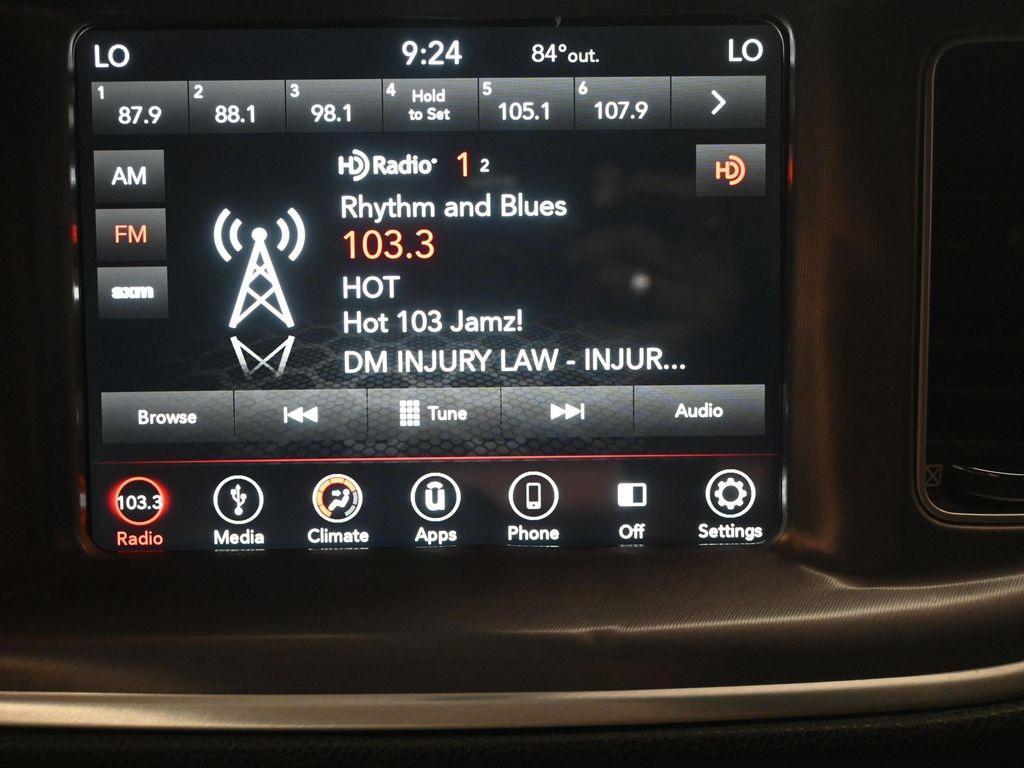 LO 9:24 84°out. LO
1 87.9 2 88.1 3 98.1 4 Hold to Set 5 105.1 6 107.9
AM
HD Radio 1 2
HD
Rhythm and Blues
FM
103.3
sxm
HOT
Hot 103 Jamz!
DM INJURY LAW - INJUR...
Browse Tune Audio
103.3
Radio Media Climate Apps Phone Off Settings